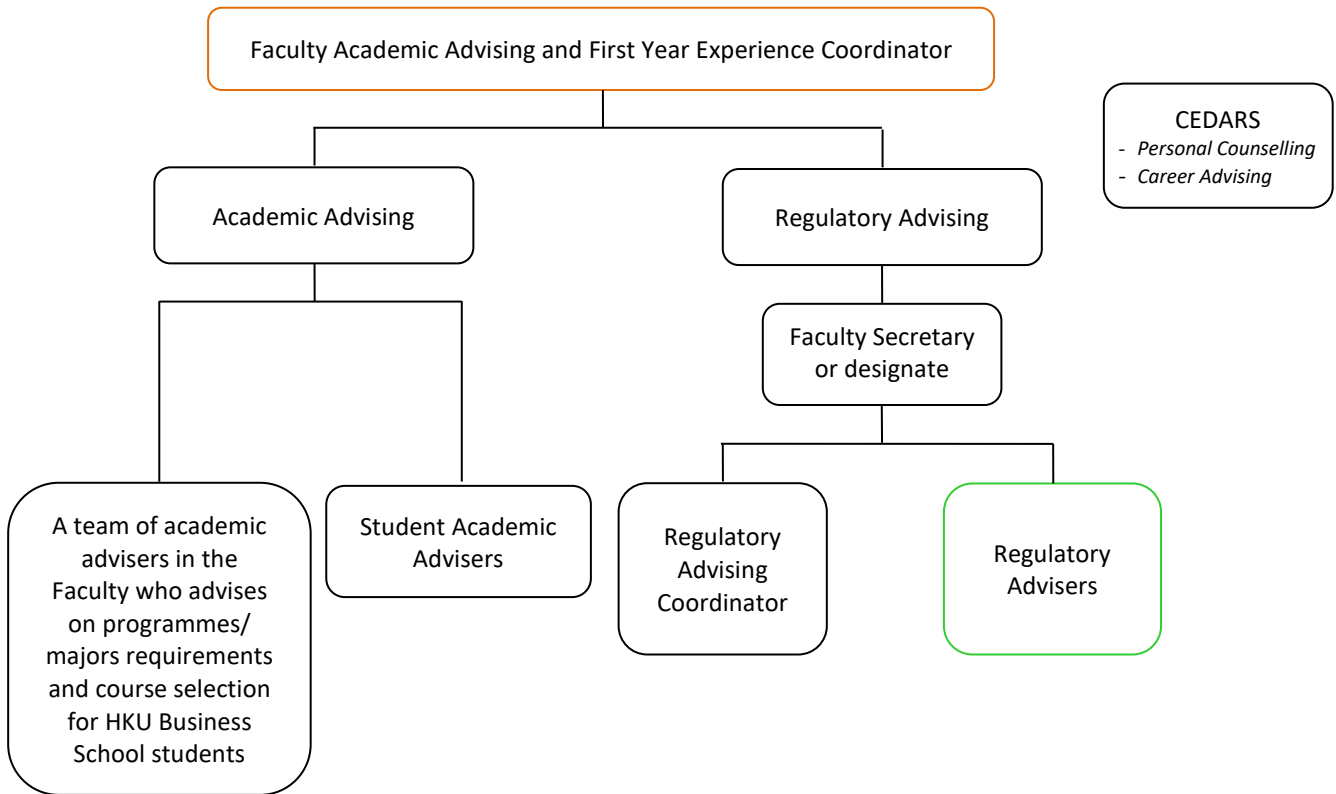 Faculty Academic Advising and First Year Experience Coordinator
CEDARS
- Personal Counselling
- Career Advising
Academic Advising
Regulatory Advising
Faculty Secretary
or designate
A team of academic
advisers in the
Faculty who advises
on programmes/
majors requirements
and course selection
for HKU Business
School students
Student Academic
Advisers
Regulatory
Advising
Coordinator
Regulatory
Advisers